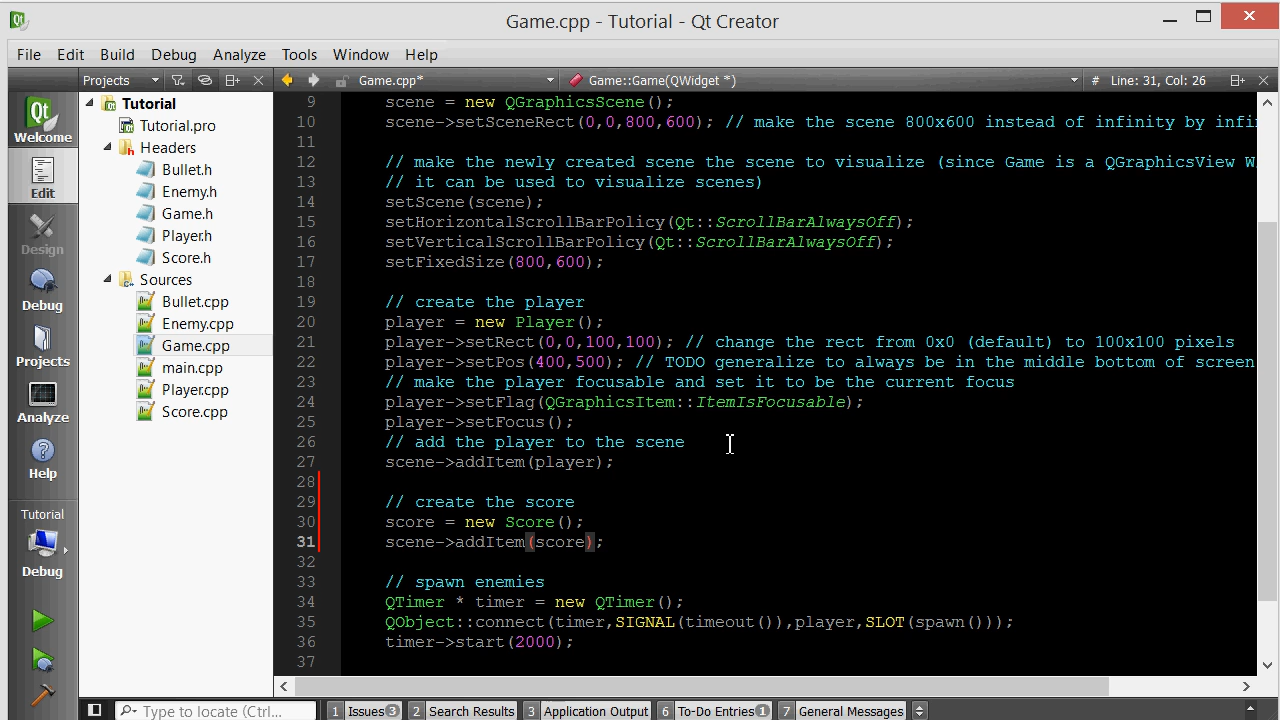 Game.cpp - Tutorial - Qt Creator
File Edit Build Debug Analyze Tools Window Help
Projects Game.cpp* Game::Game(QWidget *) # Line: 31, Col: 26
Welcome
Edit
Design
Debug
Projects
Analyze
Help
Tutorial
Debug
Tutorial
Tutorial.pro
Headers
Bullet.h
Enemy.h
Game.h
Player.h
Score.h
Sources
Bullet.cpp
Enemy.cpp
Game.cpp
main.cpp
Player.cpp
Score.cpp
9 scene = new QGraphicsScene();
10 scene->setSceneRect(0,0,800,600); // make the scene 800x600 instead of infinity by infi
11
12 // make the newly created scene the scene to visualize (since Game is a QGraphicsView W
13 // it can be used to visualize scenes)
14 setScene(scene);
15 setHorizontalScrollBarPolicy(Qt::ScrollBarAlwaysOff);
16 setVerticalScrollBarPolicy(Qt::ScrollBarAlwaysOff);
17 setFixedSize(800,600);
18
19 // create the player
20 player = new Player();
21 player->setRect(0,0,100,100); // change the rect from 0x0 (default) to 100x100 pixels
22 player->setPos(400,500); // TODO generalize to always be in the middle bottom of screen
23 // make the player focusable and set it to be the current focus
24 player->setFlag(QGraphicsItem::ItemIsFocusable);
25 player->setFocus();
26 // add the player to the scene
27 scene->addItem(player);
28
29 // create the score
30 score = new Score();
31 scene->addItem(score);
32
33 // spawn enemies
34 QTimer * timer = new QTimer();
35 QObject::connect(timer,SIGNAL(timeout()),player,SLOT(spawn()));
36 timer->start(2000);
37
Type to locate (Ctrl... 1 Issues 3 2 Search Results 3 Application Output 6 To-Do Entries 1 7 General Messages